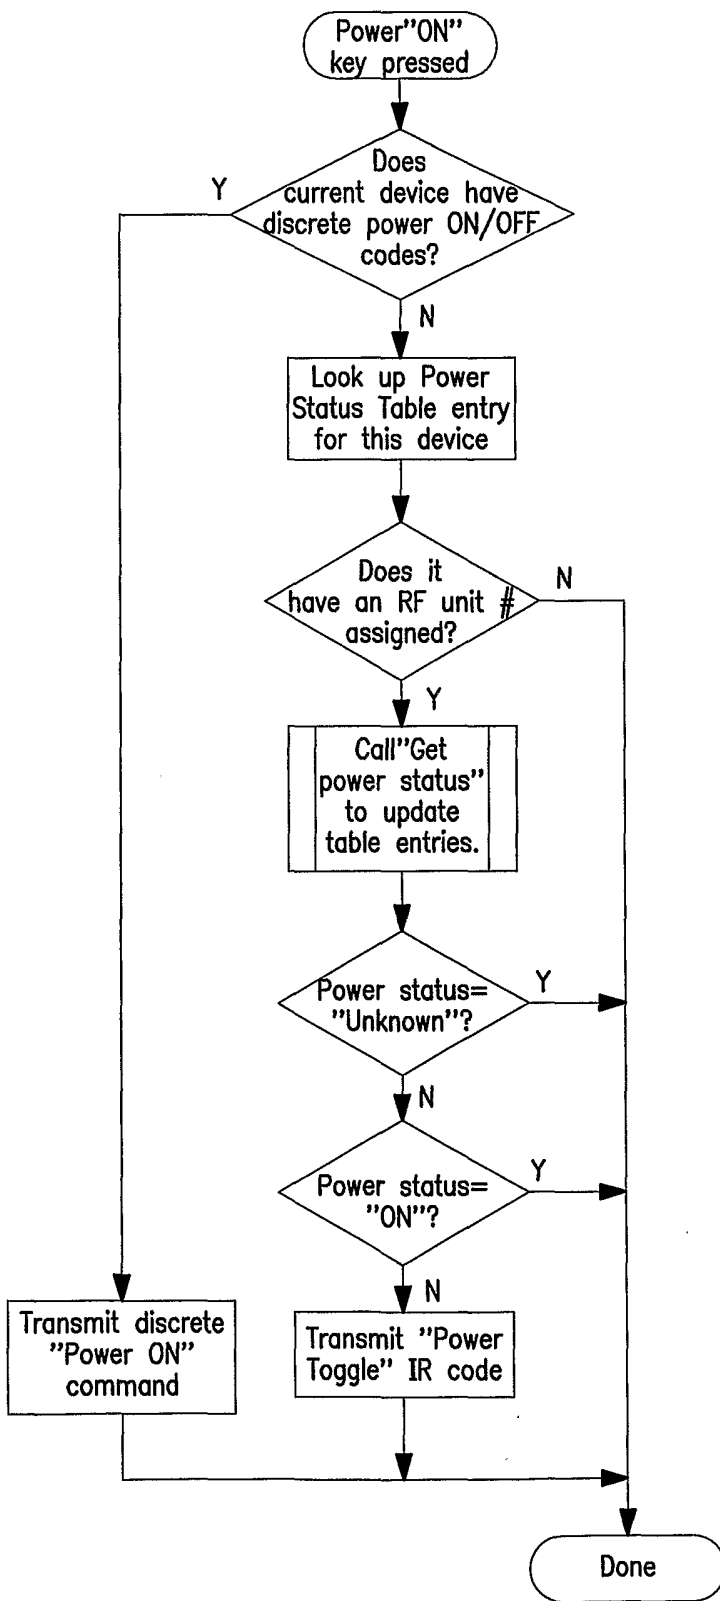 Power"ON"
key pressed
Does
current device have
discrete power ON/OFF
codes?
Y
N
Look up Power
Status Table entry
for this device
Does it
have an RF unit #
assigned?
N
Y
Call"Get
power status"
to update
table entries.
Power status=
"Unknown"?
Y
N
Power status=
"ON"?
Y
N
Transmit discrete
"Power ON"
command
Transmit "Power
Toggle" IR code
Done